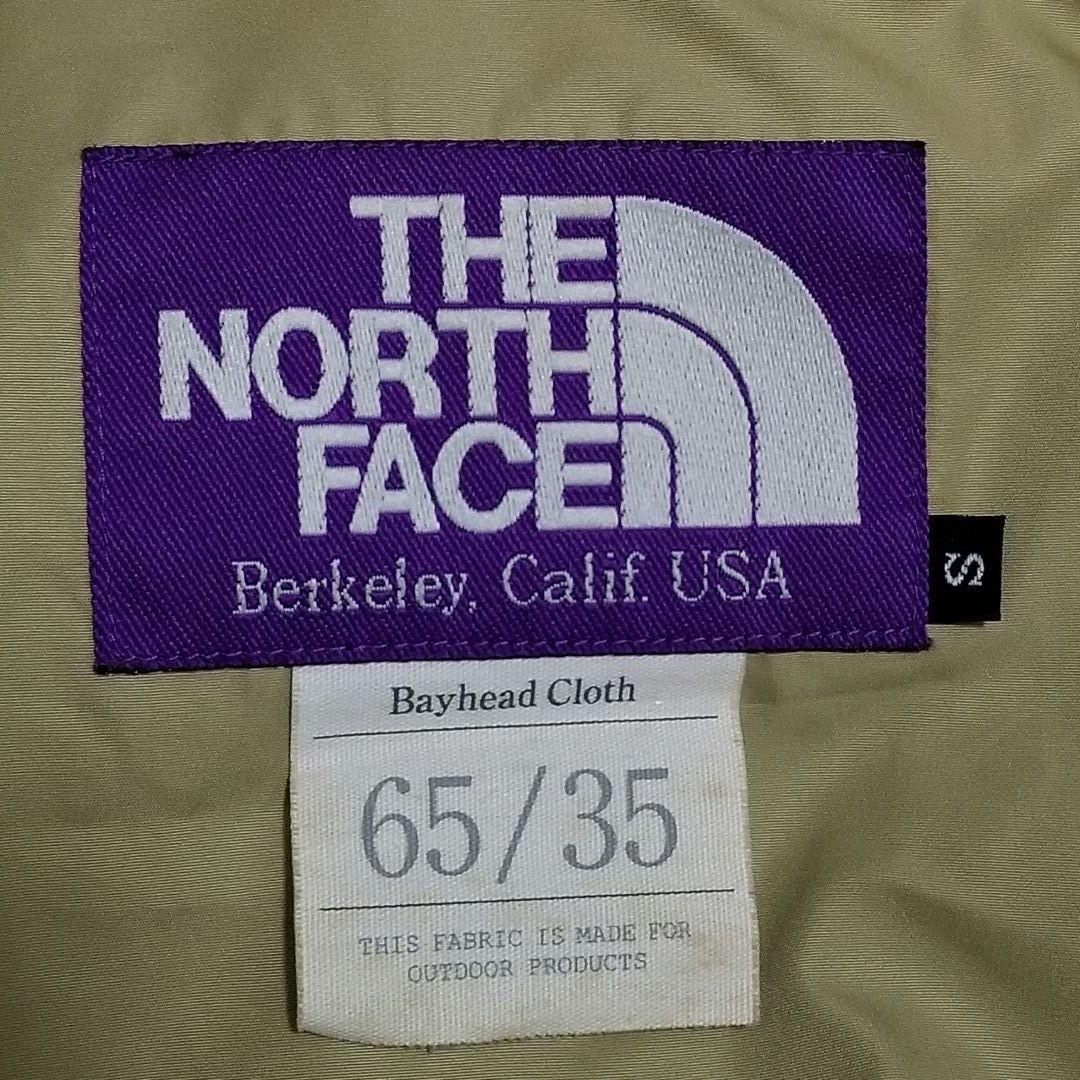 THE
NORTH
FACE
Berkeley, Calif. USA
S
Bayhead Cloth
65/35
THIS FABRIC IS MADE FOR
OUTDOOR PRODUCTS